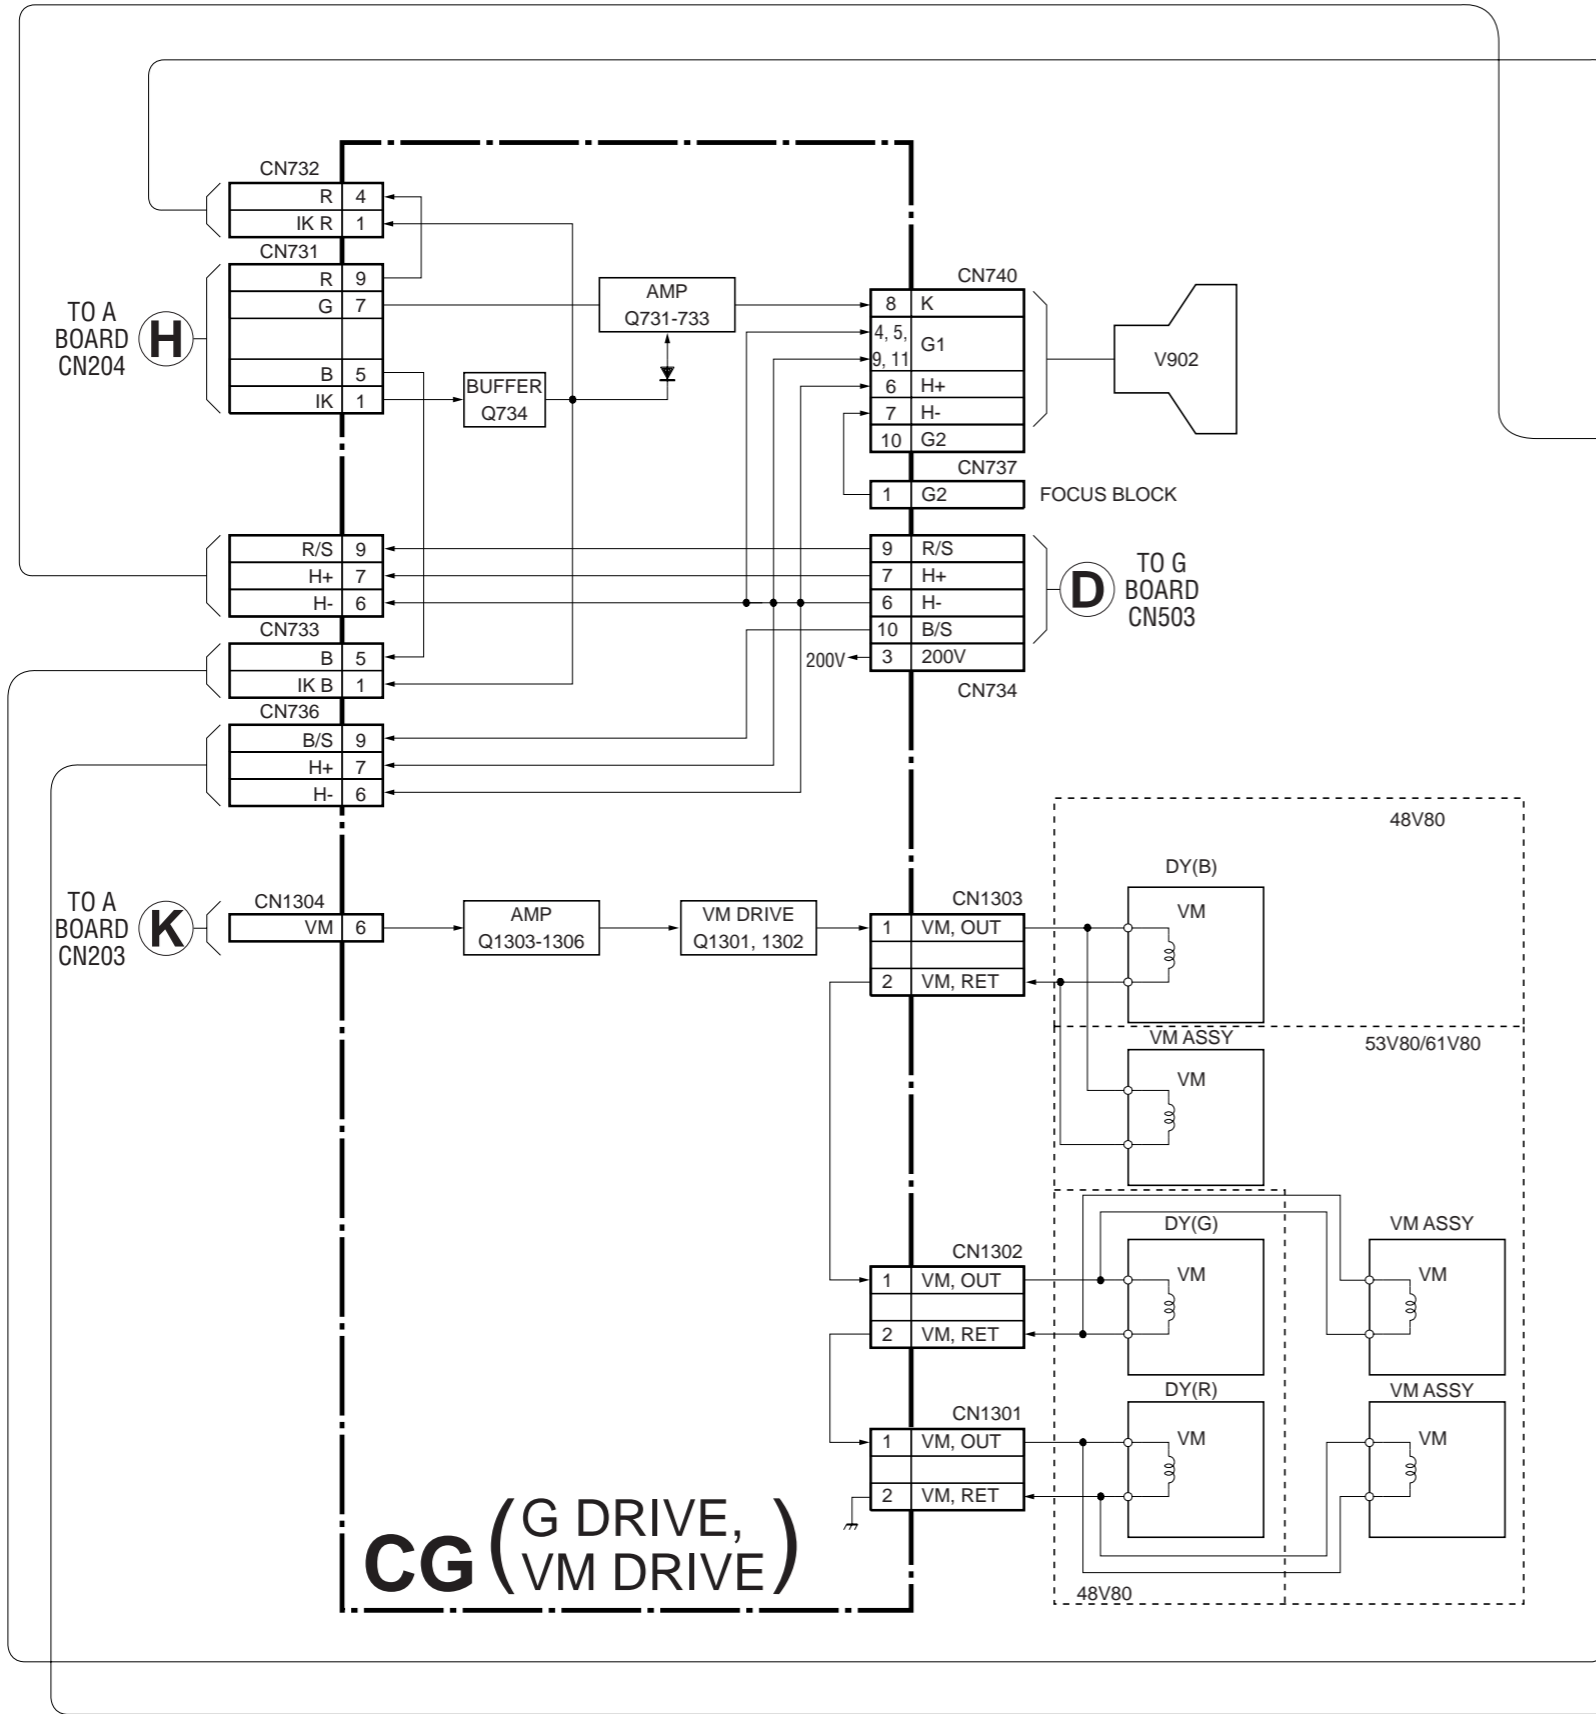 CN732
R 4
IK R 1
CN731
R 9
G 7
B 5
IK 1
TO A
BOARD
CN204
H
AMP
Q731-733
BUFFER
Q734
CN740
8 K
4, 5,
9, 11
G1
6 H+
7 H-
10 G2
V902
CN737
1 G2
FOCUS BLOCK
R/S 9
H+ 7
H- 6
9 R/S
7 H+
6 H-
10 B/S
200V 3 200V
CN734
D
TO G
BOARD
CN503
CN733
B 5
IK B 1
CN736
B/S 9
H+ 7
H- 6
TO A
BOARD
CN203
K
CN1304
VM 6
AMP
Q1303-1306
VM DRIVE
Q1301, 1302
CN1303
1 VM, OUT
2 VM, RET
48V80
DY(B)
VM
53V80/61V80
VM ASSY
VM
CN1302
1 VM, OUT
2 VM, RET
DY(G)
VM
VM ASSY
VM
CN1301
1 VM, OUT
2 VM, RET
DY(R)
VM
VM ASSY
VM
48V80
CG (G DRIVE,
VM DRIVE)